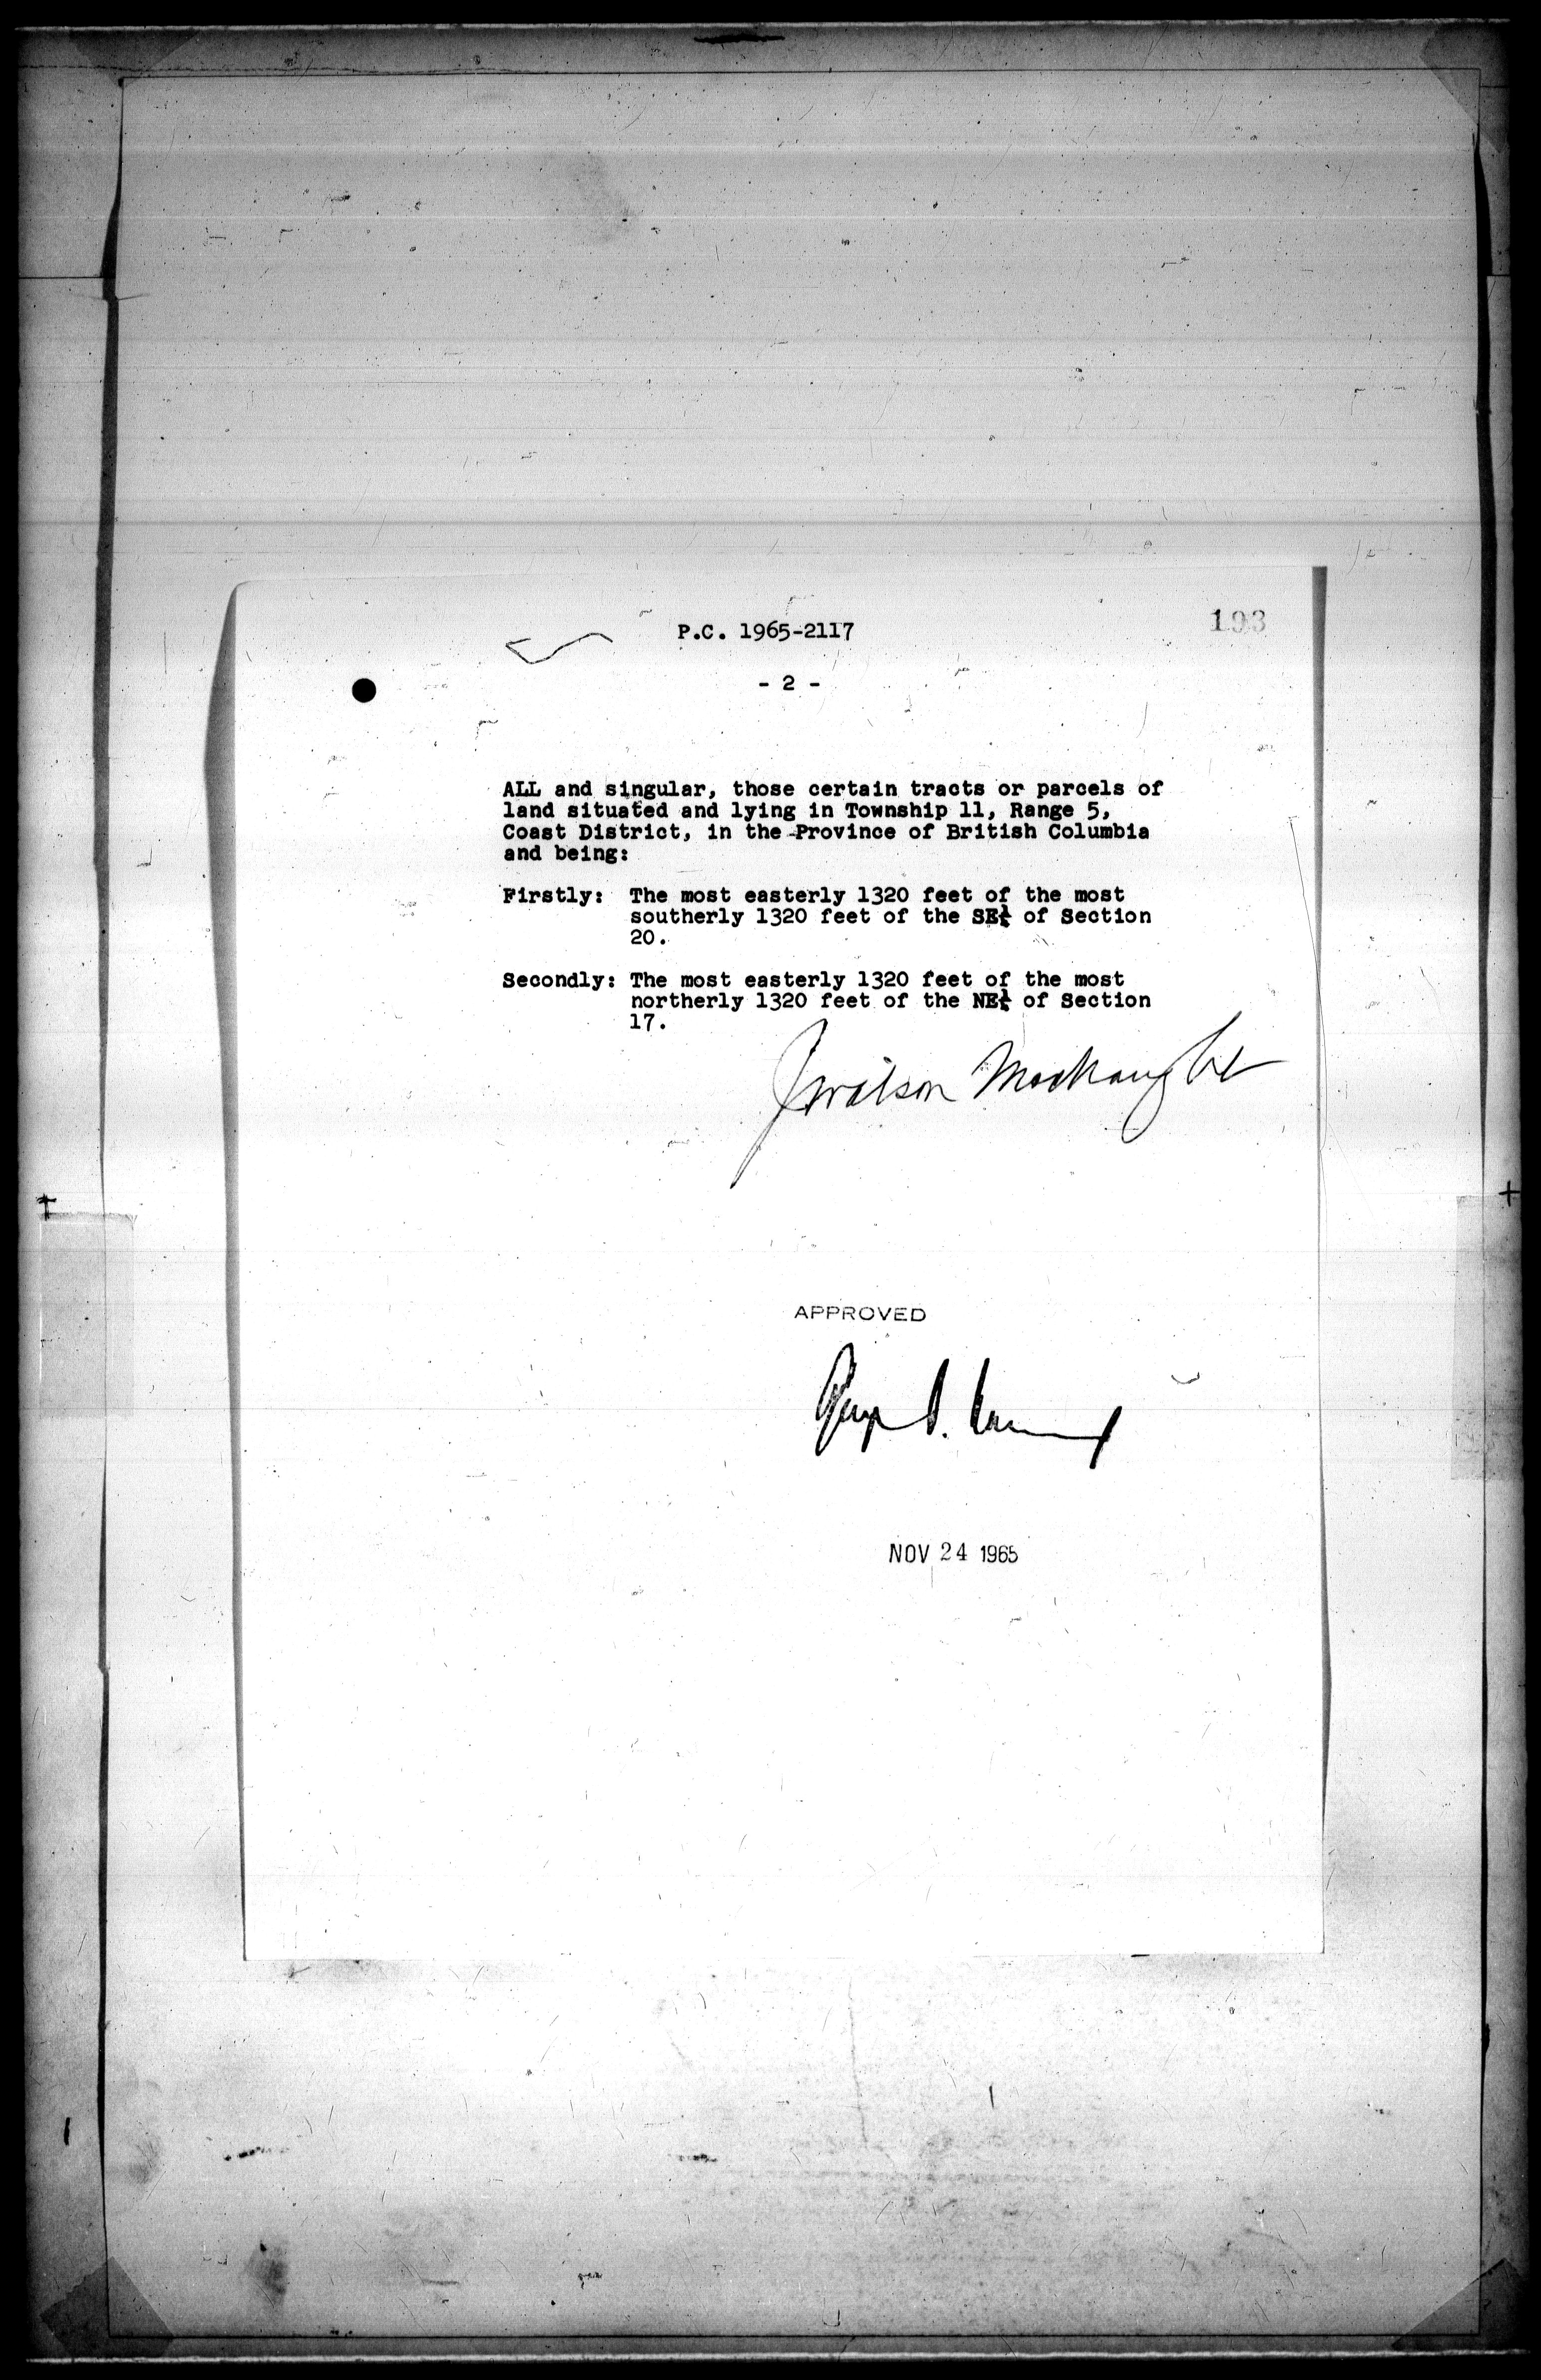 P.C. 1965-2117
193
- 2 -
ALL and singular, those certain tracts or parcels of
land situated and lying in Township 11, Range 5,
Coast District, in the Province of British Columbia
and being:
Firstly: The most easterly 1320 feet of the most
southerly 1320 feet of the SE¼ of Section
20.
Secondly: The most easterly 1320 feet of the most
northerly 1320 feet of the NE¼ of Section
17.
J Watson MacNaught
APPROVED
NOV 24 1965